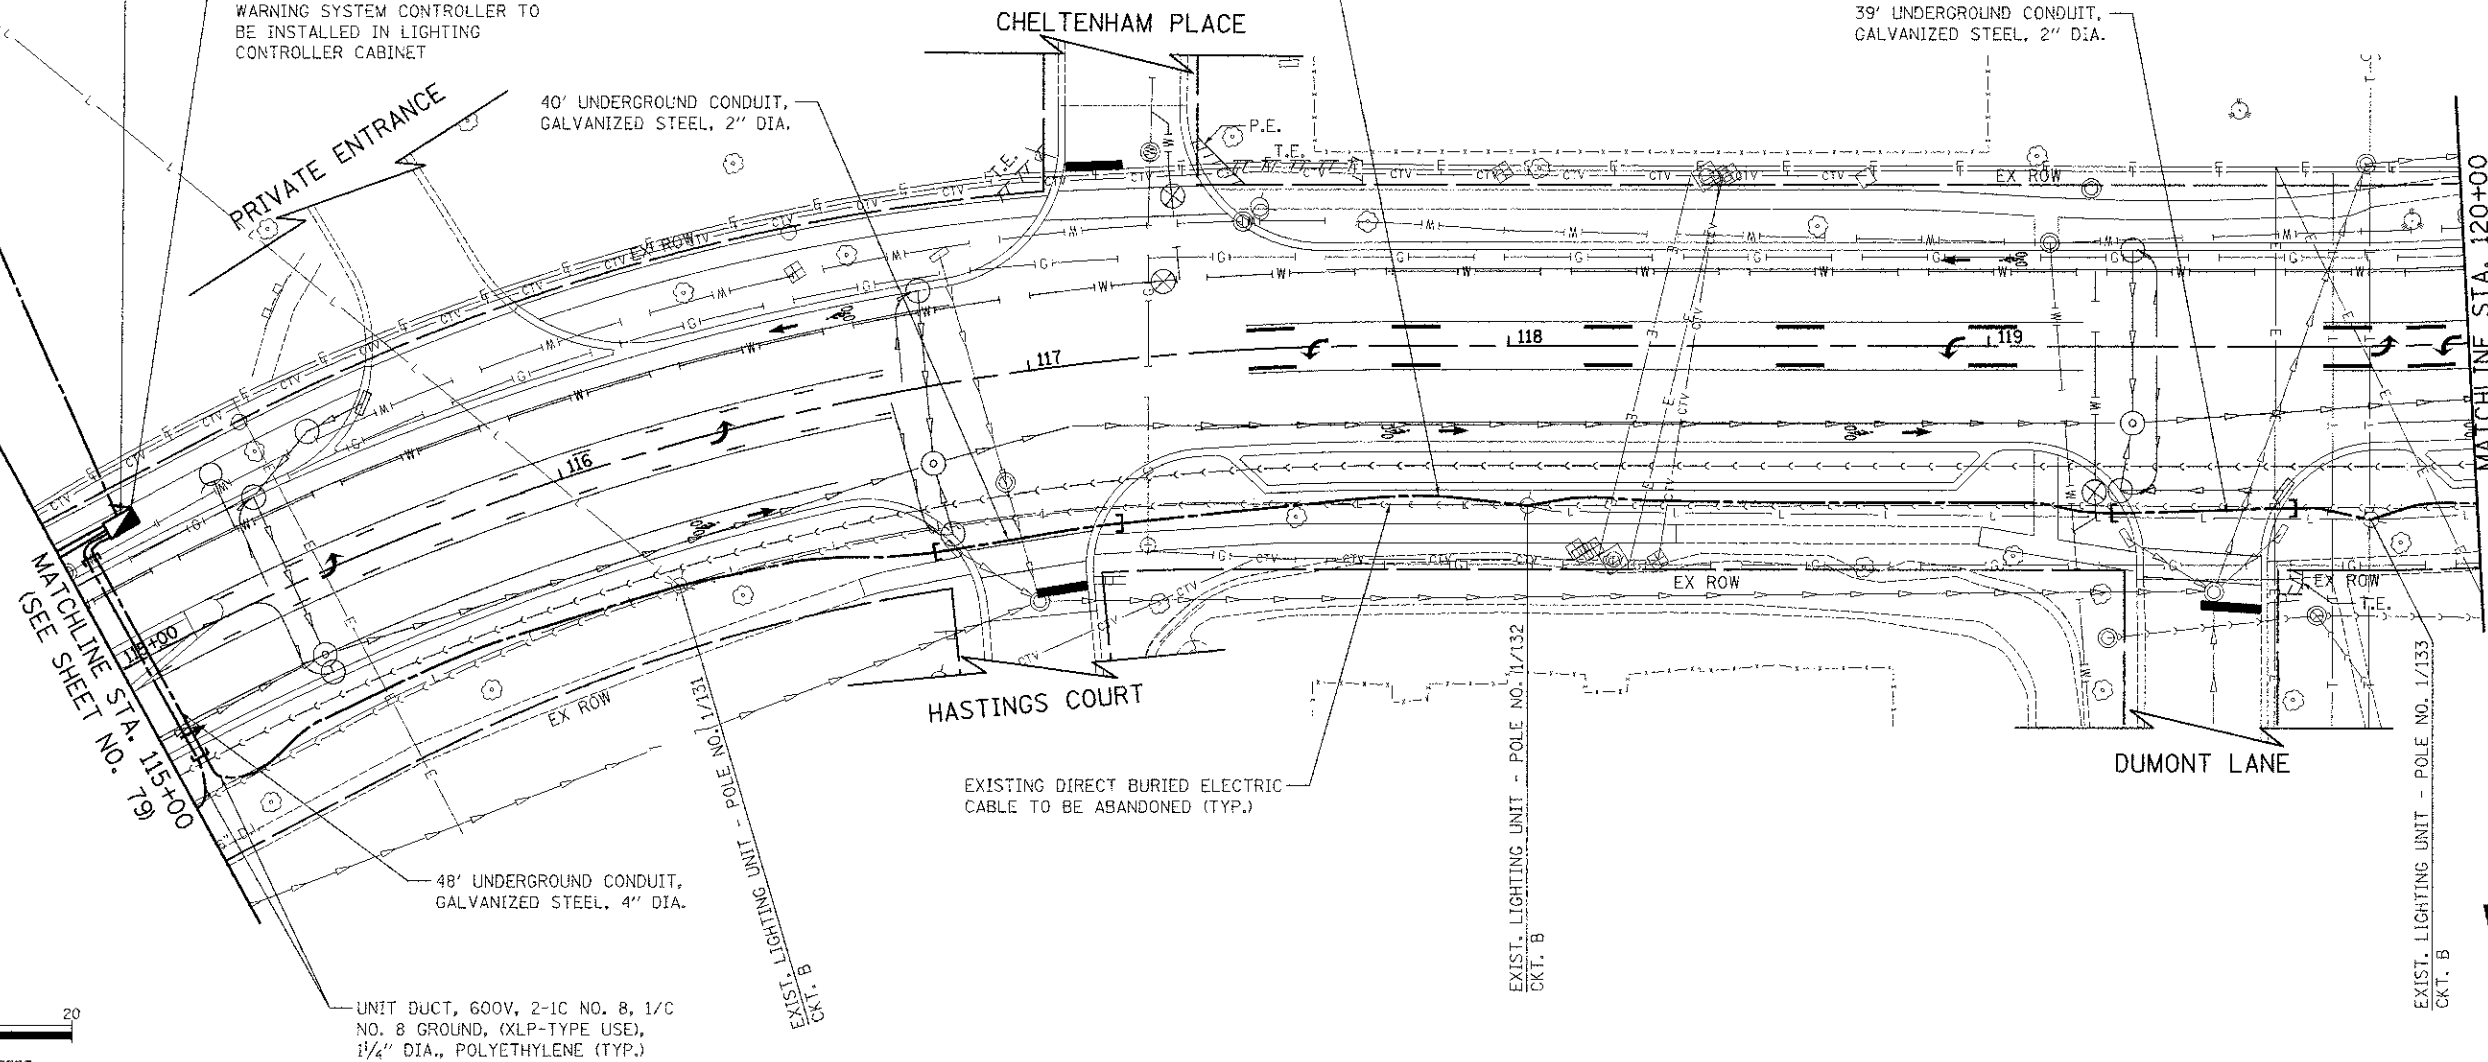 WARNING SYSTEM CONTROLLER TO
BE INSTALLED IN LIGHTING
CONTROLLER CABINET
CHELTENHAM PLACE
39' UNDERGROUND CONDUIT,
GALVANIZED STEEL, 2" DIA.
PRIVATE ENTRANCE
40' UNDERGROUND CONDUIT,
GALVANIZED STEEL, 2" DIA.
P.E.
T.E.
T.E.
EX ROW
EX ROW
MATCHLINE STA. 120+00
116
117
118
119
MATCHLINE STA. 115+00
(SEE SHEET NO. 79)
EX ROW
EX ROW
EX ROW
T.E.
HASTINGS COURT
DUMONT LANE
EXISTING DIRECT BURIED ELECTRIC
CABLE TO BE ABANDONED (TYP.)
48' UNDERGROUND CONDUIT,
GALVANIZED STEEL, 4" DIA.
EXIST. LIGHTING UNIT - POLE NO. 1/131
CKT. B
EXIST. LIGHTING UNIT - POLE NO. 1/132
CKT. B
EXIST. LIGHTING UNIT - POLE NO. 1/133
CKT. B
UNIT DUCT, 600V, 2-1C NO. 8, 1/C
NO. 8 GROUND, (XLP-TYPE USE),
1 1/4" DIA., POLYETHYLENE (TYP.)
20